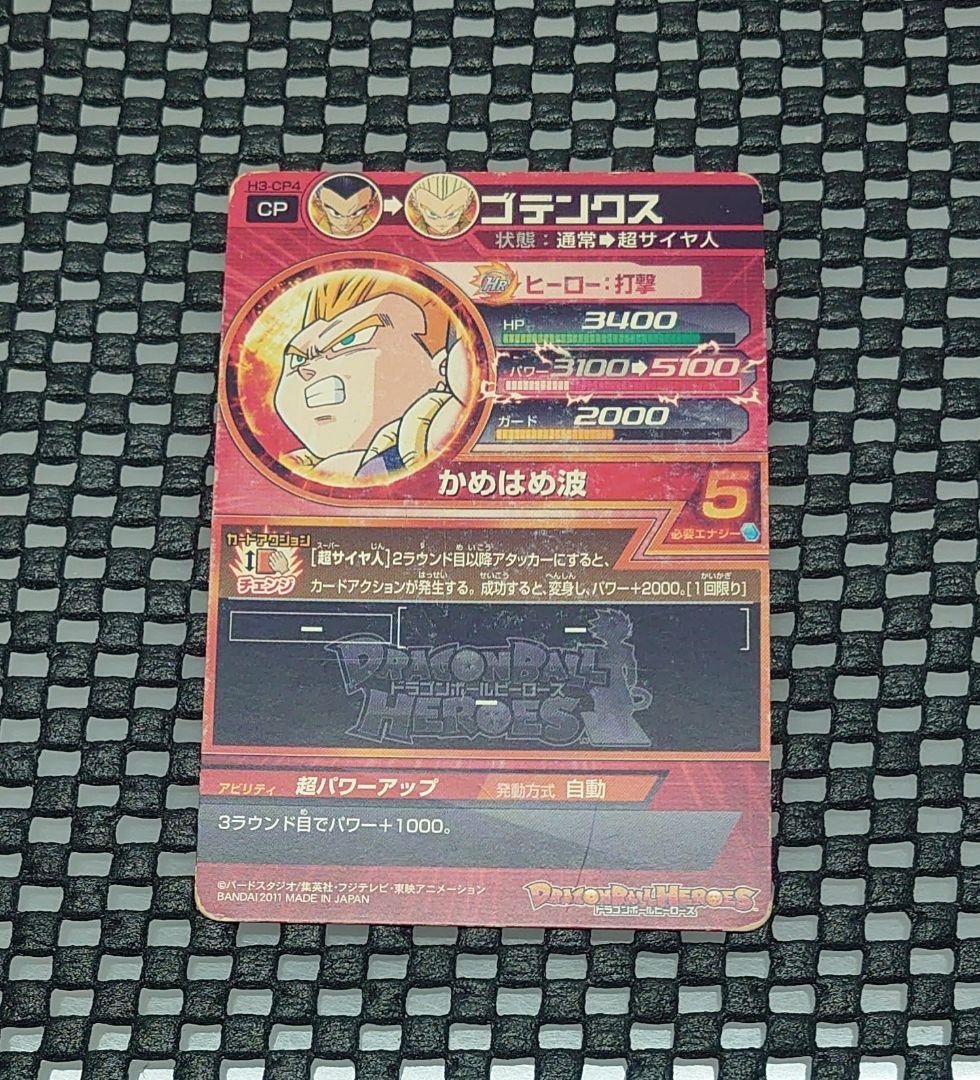 H3-CP4
CP
ゴテンクス
状態：通常➡超サイヤ人
HR ヒーロー：打撃
HP 3400
パワー 3100➡5100
ガード 2000
かめはめ波
5
必要エナジー
カードアクション
チェンジ
[超サイヤ人]2ラウンド目以降アタッカーにすると、
カードアクションが発生する。成功すると、変身し、パワー+2000。[1回限り]
DRAGON BALL
ドラゴンボールヒーローズ
HEROES
アビリティ 超パワーアップ 発動方式 自動
3ラウンド目でパワー+1000。
©バードスタジオ/集英社・フジテレビ・東映アニメーション
BANDAI 2011 MADE IN JAPAN
DRAGON BALL HEROES
ドラゴンボールヒーローズ